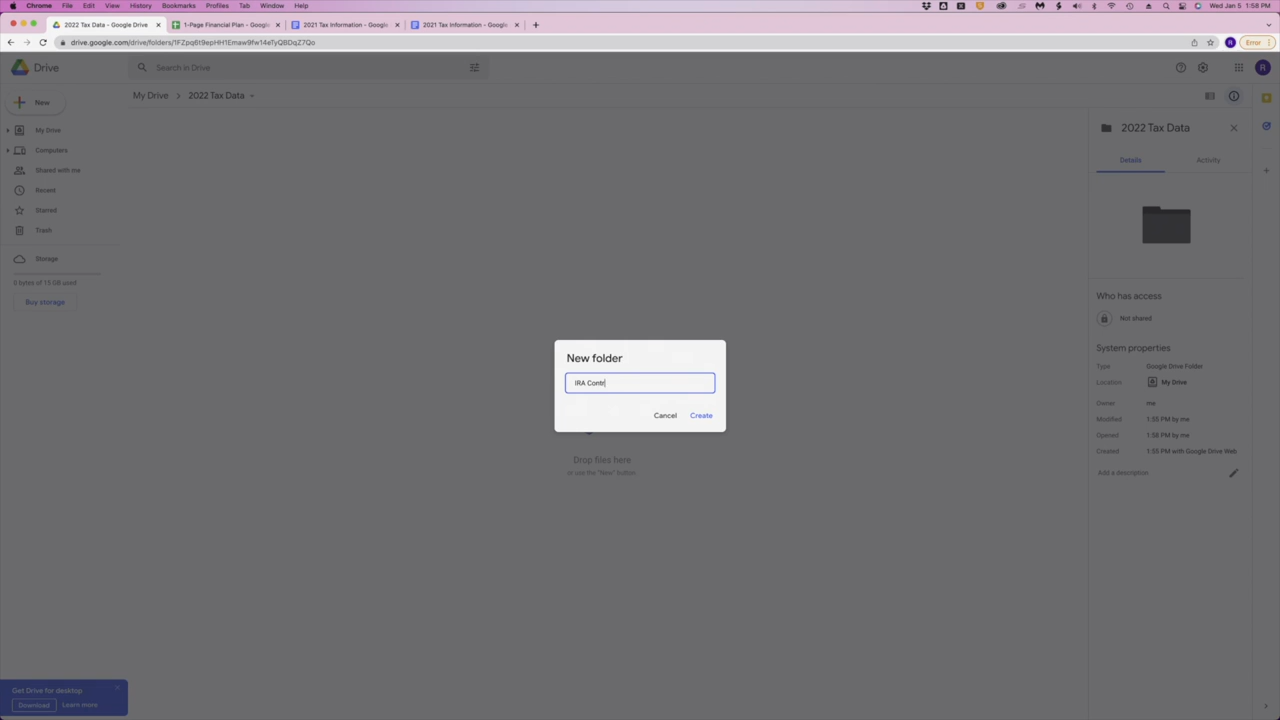 Chrome File Edit View History Bookmarks Profiles Tab Window Help Wed Jan 5 1:58 PM
2022 Tax Data - Google Drive 1-Page Financial Plan - Google 2021 Tax Information - Google 2021 Tax Information - Google
drive.google.com/drive/folders/1FZpq6t9epHH1Emaw9fw14eTyQBDqZ7Qo R Error
Drive Search in Drive R
New My Drive 2022 Tax Data
2022 Tax Data
My Drive
Computers
Details Activity
Shared with me
Recent
Starred
Trash
Storage
0 bytes of 15 GB used
Buy storage
Who has access
Not shared
System properties
Type Google Drive Folder
Location My Drive
Owner me
Modified 1:55 PM by me
Opened 1:58 PM by me
Created 1:55 PM with Google Drive Web
Add a description
New folder
IRA Contr
Cancel Create
Drop files here
or use the "New" button
Get Drive for desktop
Download Learn more